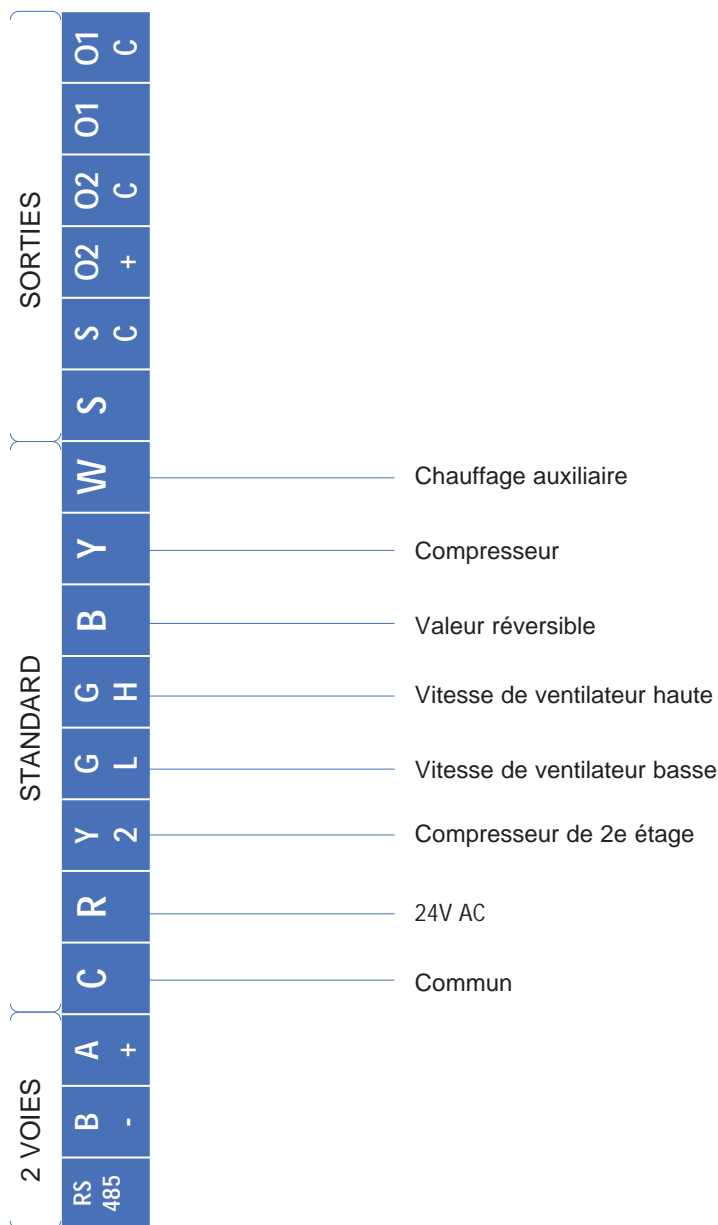 SORTIES
O1 C
O1
O2 C
O2 +
S C
S
STANDARD
W
Chauffage auxiliaire
Y
Compresseur
B
Valeur réversible
G H
Vitesse de ventilateur haute
G L
Vitesse de ventilateur basse
Y 2
Compresseur de 2e étage
R
24V AC
C
Commun
2 VOIES
A +
B -
RS 485